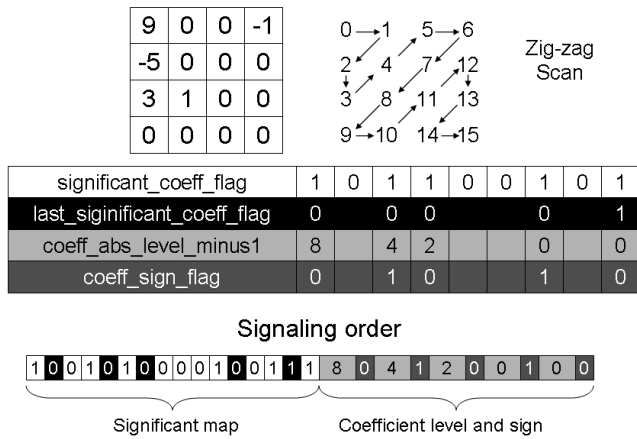 9 0 0 -1
-5 0 0 0
3 1 0 0
0 0 0 0
0 1 5 6
2 4 7 12
3 8 11 13
9 10 14 15
Zig-zag
Scan
significant_coeff_flag 1 0 1 1 0 0 1 0 1
last_siginificant_coeff_flag 0 0 0 0 1
coeff_abs_level_minus1 8 4 2 0 0
coeff_sign_flag 0 1 0 1 0
Signaling order
1 0 0 1 0 1 0 0 0 0 1 0 0 1 1 1 8 0 4 1 2 0 0 1 0 0
Significant map
Coefficient level and sign